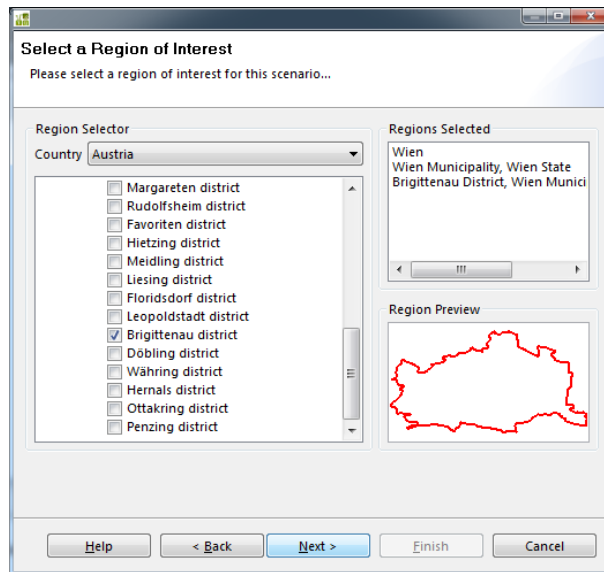 Select a Region of Interest
Please select a region of interest for this scenario...
Region Selector
Country Austria
Margareten district
Rudolfsheim district
Favoriten district
Hietzing district
Meidling district
Liesing district
Floridsdorf district
Leopoldstadt district
Brigittenau district
Döbling district
Währing district
Hernals district
Ottakring district
Penzing district
Regions Selected
Wien
Wien Municipality, Wien State
Brigittenau District, Wien Munici
Region Preview
Help
< Back
Next >
Finish
Cancel